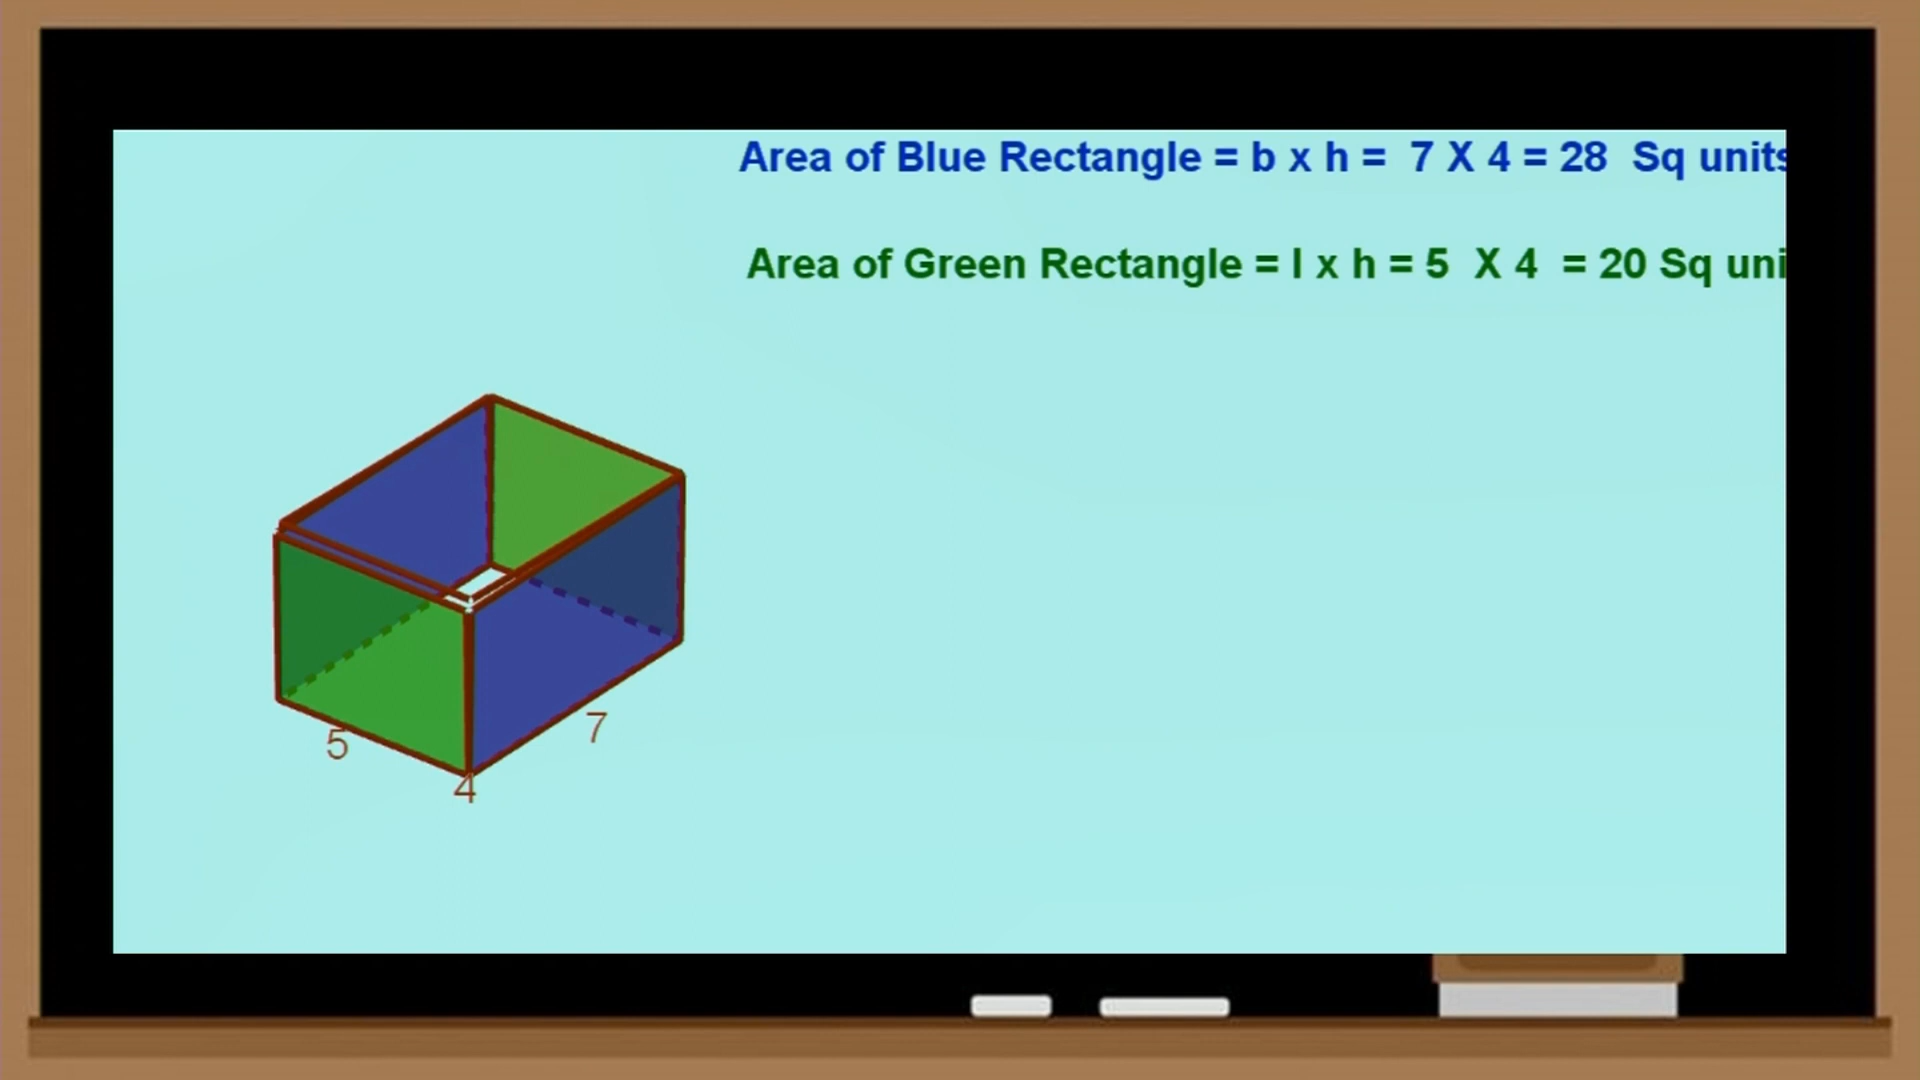 Area of Blue Rectangle = b x h =  7 X 4 = 28  Sq units
Area of Green Rectangle = l x h = 5  X 4  = 20 Sq uni
5
7
4